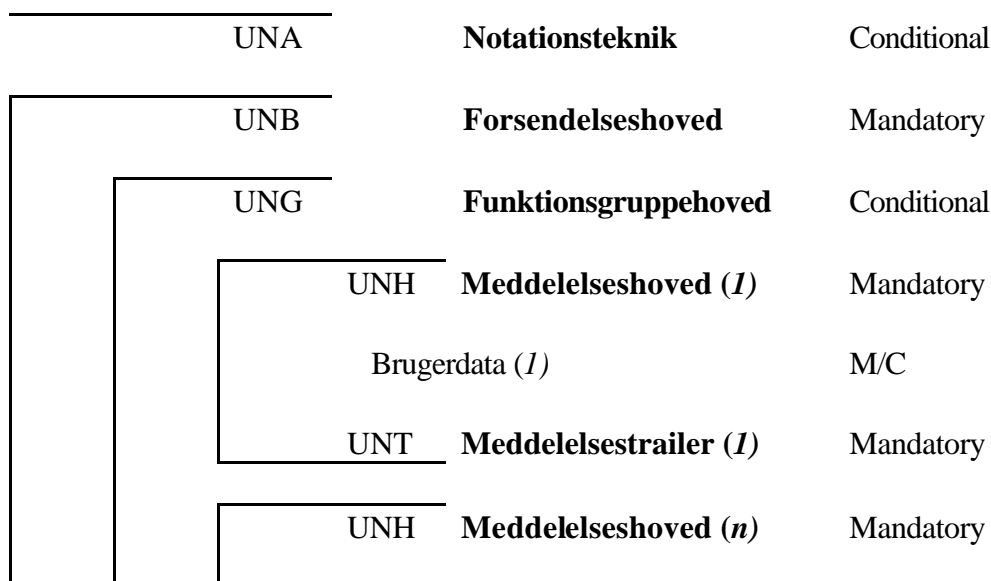 UNA Notationsteknik Conditional
UNB Forsendelseshoved Mandatory
UNG Funktionsgruppehoved Conditional
UNH Meddelelseshoved (1) Mandatory
Brugerdata (1) M/C
UNT Meddelelsestrailer (1) Mandatory
UNH Meddelelseshoved (n) Mandatory